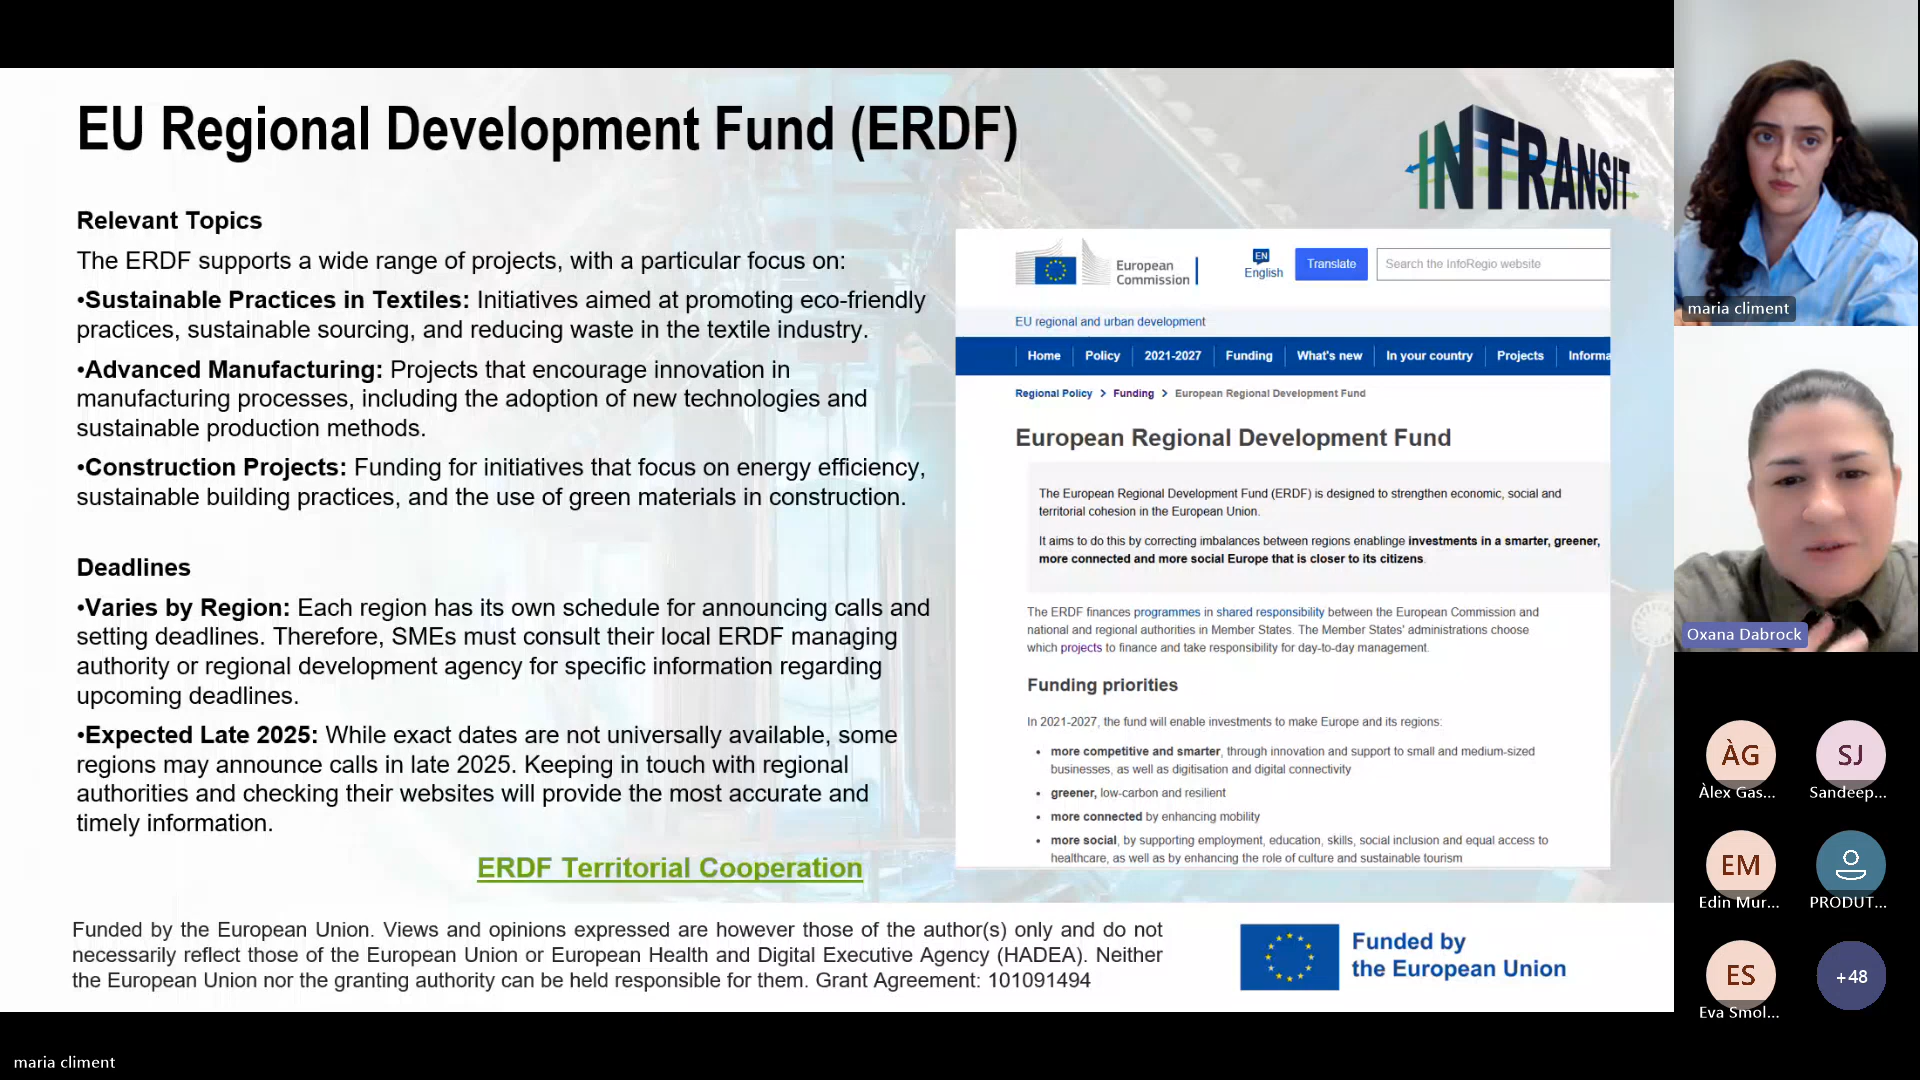 EU Regional Development Fund (ERDF)
INTRANSIT
Relevant Topics
The ERDF supports a wide range of projects, with a particular focus on:
•Sustainable Practices in Textiles: Initiatives aimed at promoting eco-friendly
practices, sustainable sourcing, and reducing waste in the textile industry.
•Advanced Manufacturing: Projects that encourage innovation in
manufacturing processes, including the adoption of new technologies and
sustainable production methods.
•Construction Projects: Funding for initiatives that focus on energy efficiency,
sustainable building practices, and the use of green materials in construction.
Deadlines
•Varies by Region: Each region has its own schedule for announcing calls and
setting deadlines. Therefore, SMEs must consult their local ERDF managing
authority or regional development agency for specific information regarding
upcoming deadlines.
•Expected Late 2025: While exact dates are not universally available, some
regions may announce calls in late 2025. Keeping in touch with regional
authorities and checking their websites will provide the most accurate and
timely information.
ERDF Territorial Cooperation
European
Commission
EN
English
Translate
Search the InfoRegio website
EU regional and urban development
Home Policy 2021-2027 Funding What's new In your country Projects Informa
Regional Policy > Funding > European Regional Development Fund
European Regional Development Fund
The European Regional Development Fund (ERDF) is designed to strengthen economic, social and
territorial cohesion in the European Union.
It aims to do this by correcting imbalances between regions enablinge investments in a smarter, greener,
more connected and more social Europe that is closer to its citizens.
The ERDF finances programmes in shared responsibility between the European Commission and
national and regional authorities in Member States. The Member States' administrations choose
which projects to finance and take responsibility for day-to-day management.
Funding priorities
In 2021-2027, the fund will enable investments to make Europe and its regions:
• more competitive and smarter, through innovation and support to small and medium-sized
businesses, as well as digitisation and digital connectivity
• greener, low-carbon and resilient
• more connected by enhancing mobility
• more social, by supporting employment, education, skills, social inclusion and equal access to
healthcare, as well as by enhancing the role of culture and sustainable tourism
Funded by the European Union. Views and opinions expressed are however those of the author(s) only and do not
necessarily reflect those of the European Union or European Health and Digital Executive Agency (HADEA). Neither
the European Union nor the granting authority can be held responsible for them. Grant Agreement: 101091494
Funded by
the European Union
maria climent
Oxana Dabrock
ÀG
Àlex Gas...
SJ
Sandeep...
EM
Edin Mur...
PRODUT...
ES
Eva Smol...
+48
maria climent